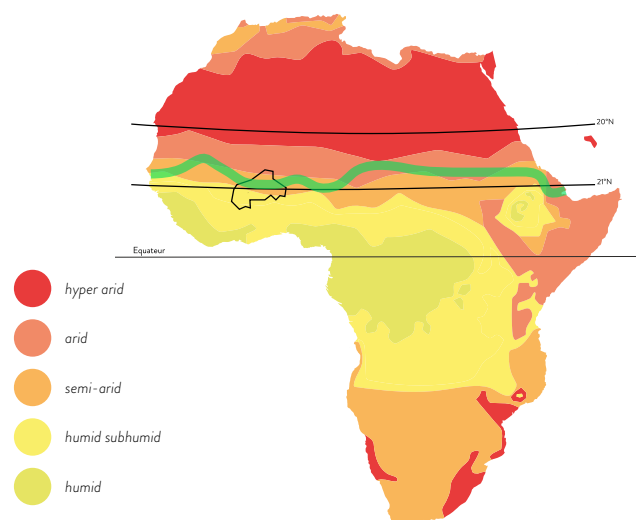 20°N
21°N
Equateur
hyper arid
arid
semi-arid
humid subhumid
humid